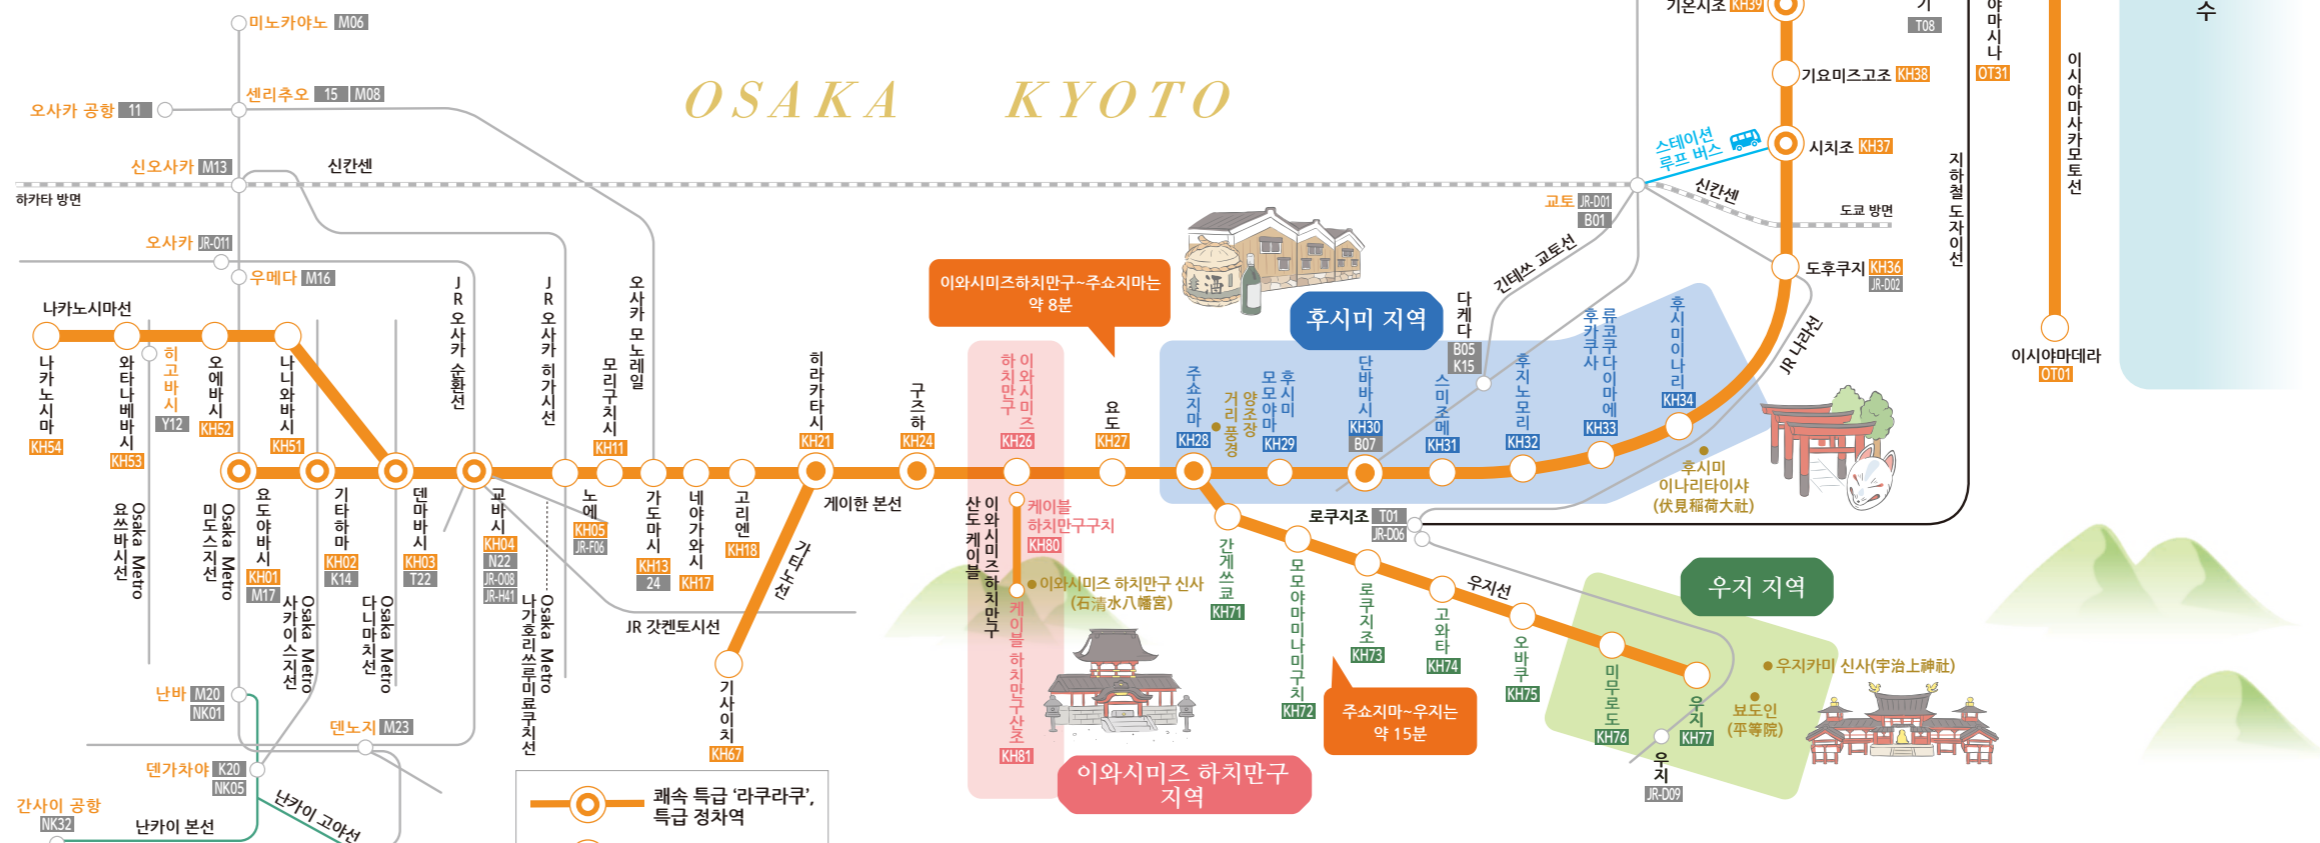 미노카야노 M06
센리추오 15 M08
오사카 공항 11
신오사카 M13
신칸센
하카타 방면
오사카 JR-O11
우메다 M16
OSAKA KYOTO
기온시조 KH39
기
T08
야마시나
OT31
수
기요미즈고조 KH38
스테이션
루프 버스
시치조 KH37
이시야마사카모토선
지하철 도자이선
교토 JR-D01
B01
신칸센
도쿄 방면
도후쿠지 KH36
JR-D02
긴테쓰 교토선
JR 나라선
이시야마데라
OT01
나카노시마선
나카노시마
KH54
와타나베바시
KH53
히고바시
Y12
오에바시
KH52
나니와바시
KH51
JR 오사카 순환선
JR 오사카 히가시선
오사카 모노레일
모리구치시
KH11
히라카타시
KH21
구즈하
KH24
이와시미즈
하치만구
KH26
요도
KH27
이와시미즈하치만구~주쇼지마는
약 8분
후시미 지역
주쇼지마
KH28
양조장
거리 풍경
후시미
모모야마
KH29
단바바시
KH30
B07
다케다
B05
K15
스미조메
KH31
후지노모리
KH32
류코쿠다이마에
후카쿠사
KH33
후시미이나리
KH34
후시미
이나리타이샤
(伏見稲荷大社)
Osaka Metro
요쓰바시선
Osaka Metro
미도스지선
요도야바시
KH01
M17
기타하마
KH02
K14
Osaka Metro
사카이스지선
덴마바시
KH03
T22
Osaka Metro
다니마치선
교바시
KH04
N22
JR-O08
JR-H41
Osaka Metro
나가호리쓰루미료쿠치선
노에
KH05
JR-F06
가도마시
KH13
24
네야가와시
KH17
고리엔
KH18
JR 갓켄토시선
가타노선
기사이치
KH67
게이한 본선
이와시미즈하치만구
산도 케이블
케이블
하치만구구치
KH80
이와시미즈 하치만구 신사
(石清水八幡宮)
케이블 하치만구산조
KH81
이와시미즈 하치만구
지역
로쿠지조 T01
JR-D06
간게쓰쿄
KH71
모모야마미나미구치
KH72
로쿠지조
KH73
우지선
고와타
KH74
오바쿠
KH75
미무로도
KH76
우지
KH77
우지
JR-D09
주쇼지마~우지는
약 15분
우지 지역
우지카미 신사(宇治上神社)
뵤도인
(平等院)
난바 M20
NK01
덴노지 M23
덴가차야 K20
NK05
간사이 공항
NK32
난카이 본선
난카이 고야선
쾌속 특급 ‘라쿠라쿠’,
특급 정차역